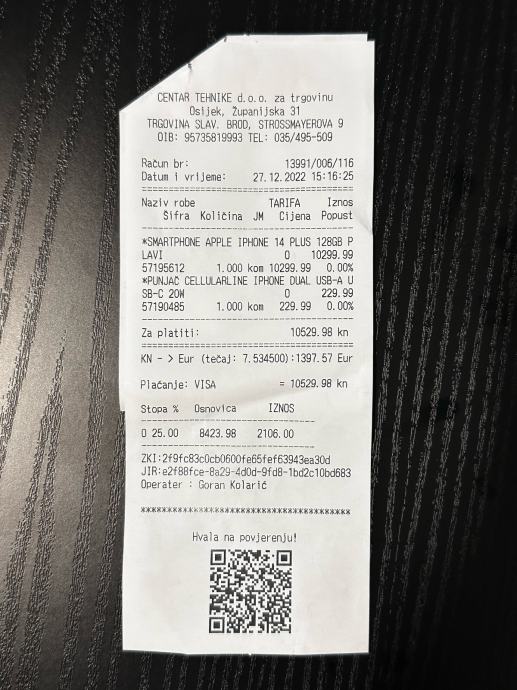 CENTAR TEHNIKE d.o.o. za trgovinu
Osijek, Županijska 31
TRGOVINA SLAV. BROD, STROSSMAYEROVA 9
OIB: 95735819993 TEL: 035/495-509
Račun br: 13991/006/116
Datum i vrijeme: 27.12.2022 15:16:25
Naziv robe TARIFA Iznos
Šifra Količina JM Cijena Popust
*SMARTPHONE APPLE IPHONE 14 PLUS 128GB P
LAVI O 10299.99
57195612 1.000 kom 10299.99 0.00%
*PUNJAČ CELLULARLINE IPHONE DUAL USB-A U
SB-C 20W O 229.99
57190485 1.000 kom 229.99 0.00%
Za platiti: 10529.98 kn
KN - > Eur (tečaj: 7.534500):1397.57 Eur
Plaćanje: VISA = 10529.98 kn
Stopa % Osnovica IZNOS
O 25.00 8423.98 2106.00
ZKI:2f9fc83c0cb0600fe65fef63943ea30d
JIR:e2f88fce-8a29-4d0d-9fd8-1bd2c10bd683
Operater : Goran Kolarić
****************************************
Hvala na povjerenju!